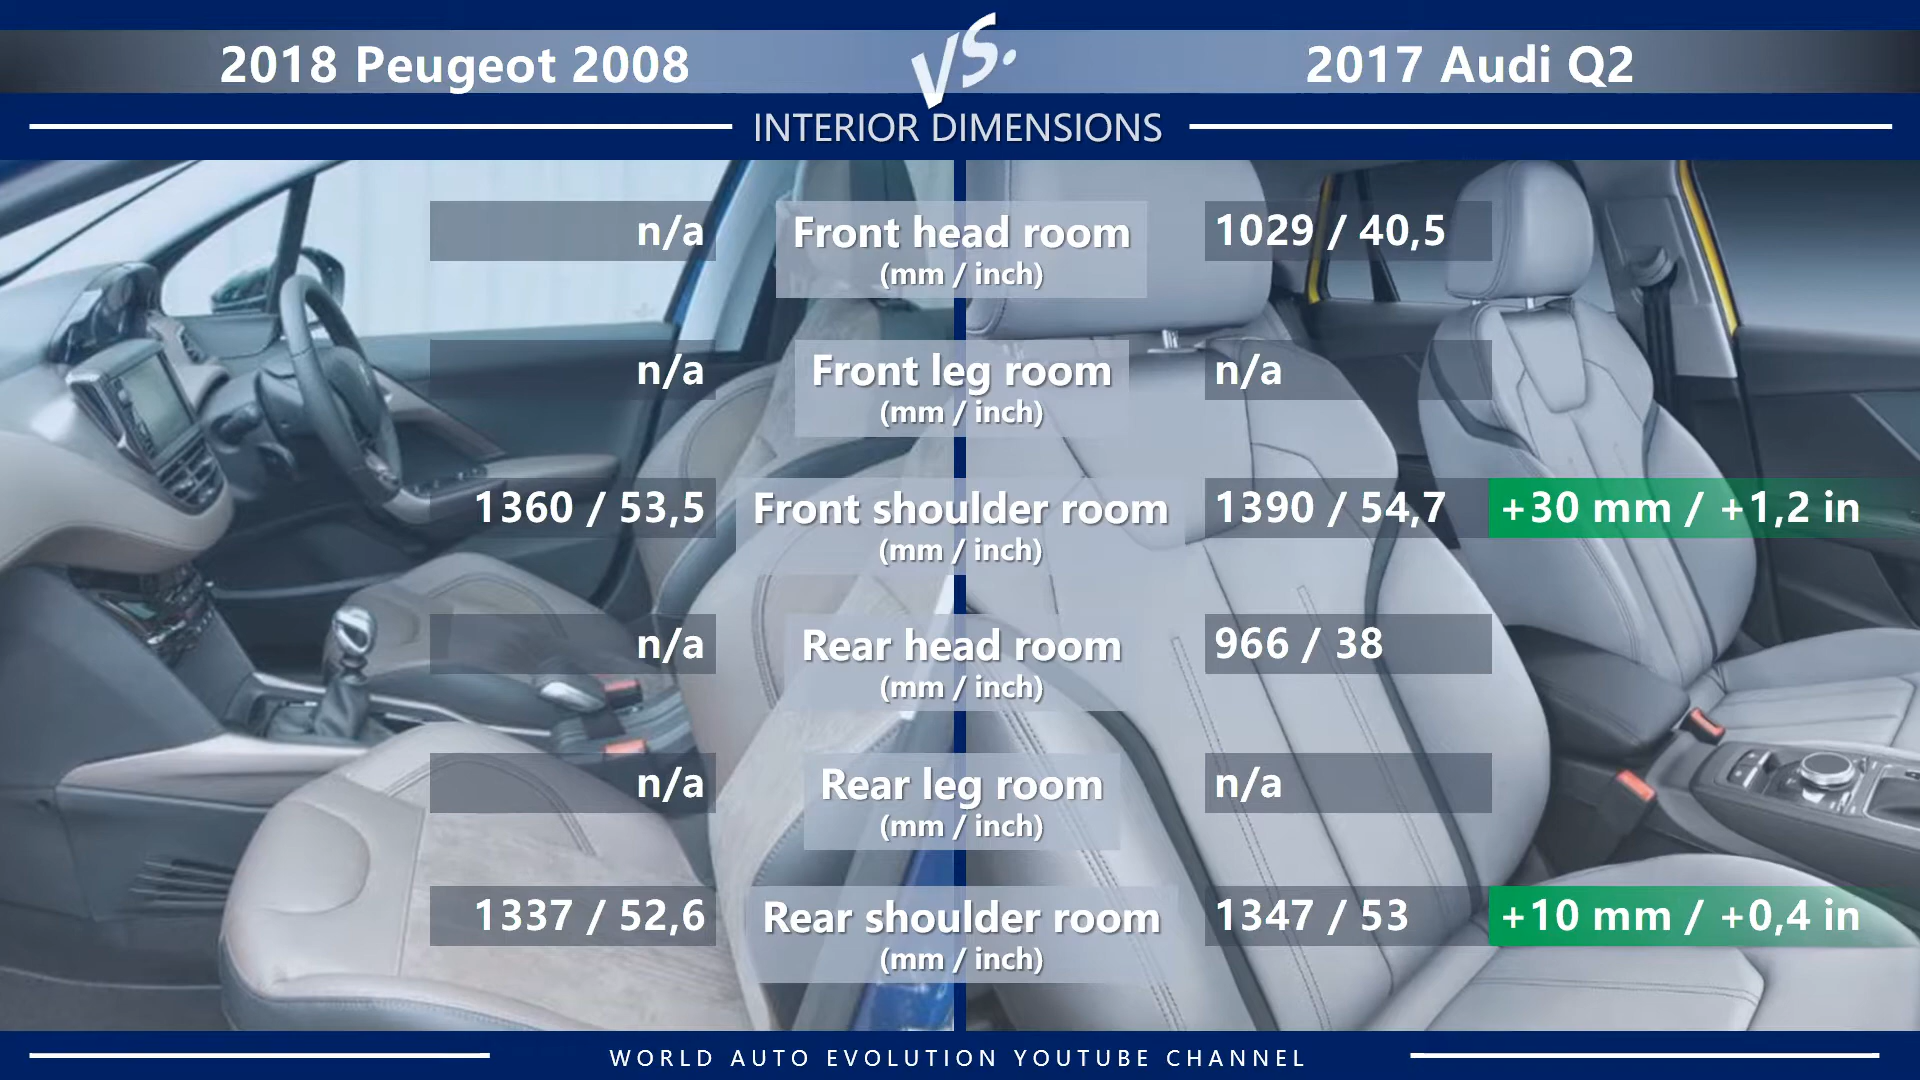 2018 Peugeot 2008 VS. 2017 Audi Q2
INTERIOR DIMENSIONS
n/a Front head room 1029 / 40,5
(mm / inch)
n/a Front leg room n/a
(mm / inch)
1360 / 53,5 Front shoulder room 1390 / 54,7 +30 mm / +1,2 in
(mm / inch)
n/a Rear head room 966 / 38
(mm / inch)
n/a Rear leg room n/a
(mm / inch)
1337 / 52,6 Rear shoulder room 1347 / 53 +10 mm / +0,4 in
(mm / inch)
WORLD AUTO EVOLUTION YOUTUBE CHANNEL